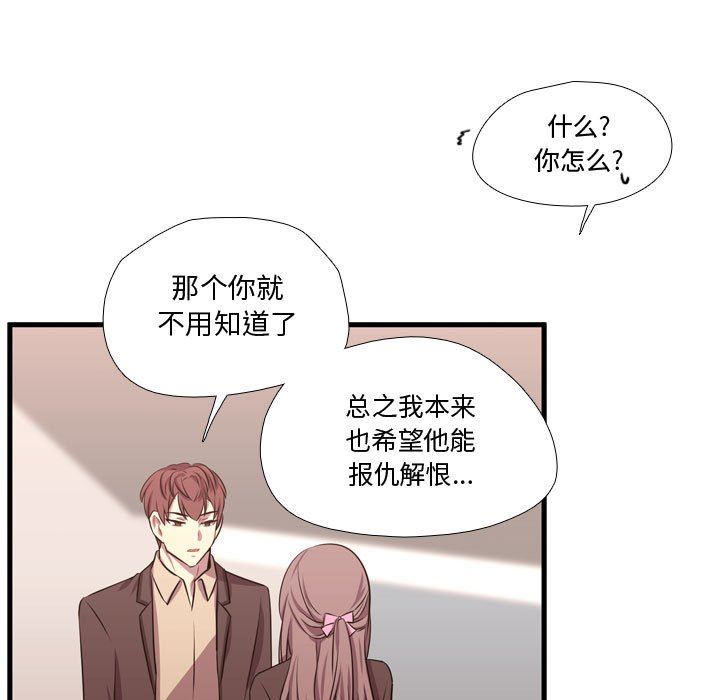 什么?
你怎么?
那个你就
不用知道了
总之我本来
也希望他能
报仇解恨...